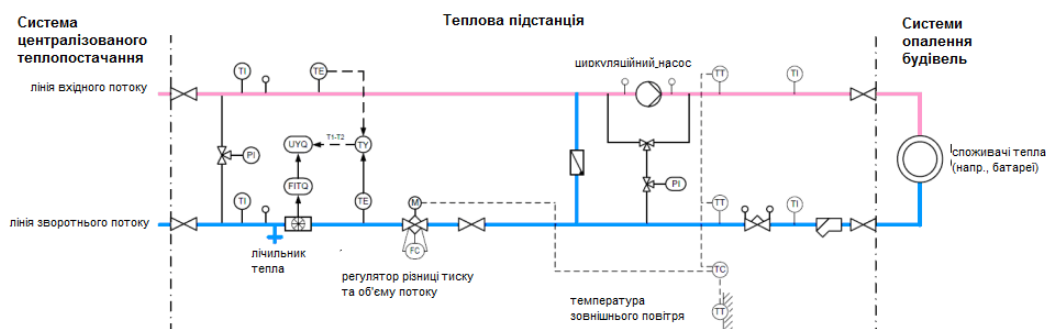 Система
централізованого
теплопостачання
Теплова підстанція
Системи
опалення
будівель
циркуляційний насос
лінія вхідного потоку
TI
TE
TT
TI
UYQ
T1-T2
TY
PI
FITQ
споживачі тепла
(напр., батареї)
PI
TI
TE
M
TT
TI
лінія зворотнього потоку
FC
лічильник
тепла
регулятор різниці тиску
та об'єму потоку
TC
температура
зовнішнього повітря
TT